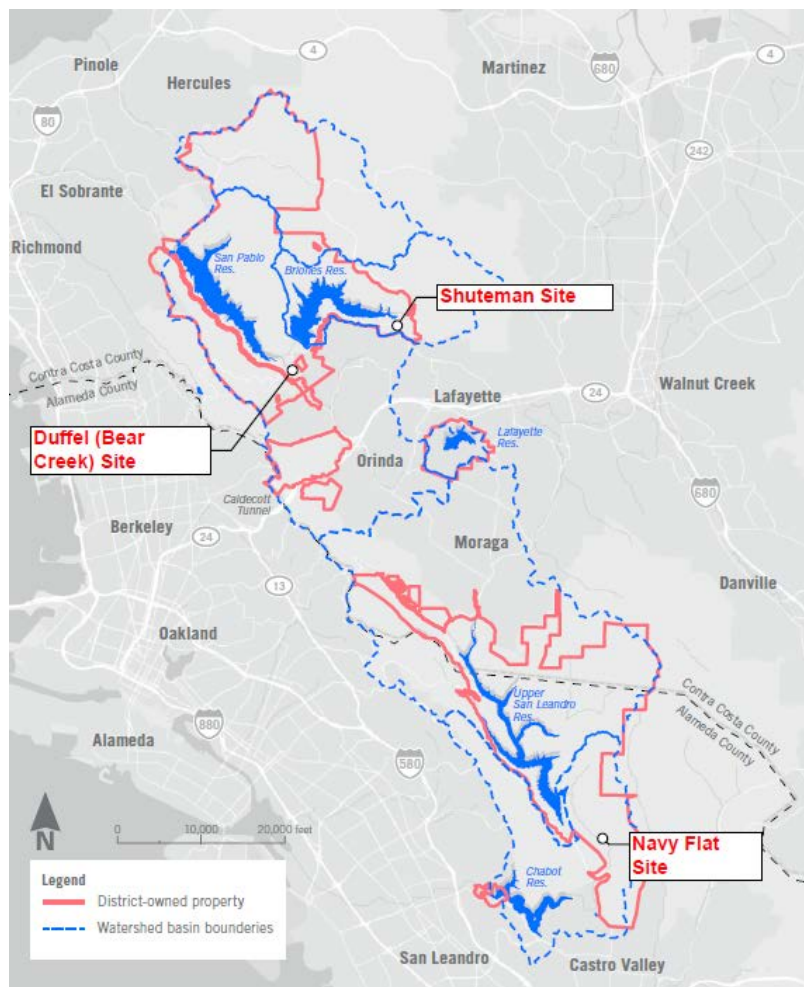 Pinole
Hercules
4
Martinez
680
4
80
242
El Sobrante
Richmond
San Pablo
Res.
Briones Res.
Shuteman Site
Contra Costa County
Alameda County
Lafayette
24
Walnut Creek
Duffel (Bear
Creek) Site
Lafayette
Res.
Orinda
Caldecott
Tunnel
680
Berkeley
24
Moraga
13
Danville
Oakland
Upper
San Leandro
Res.
Contra Costa County
Alameda County
880
Alameda
580
N
0
10,000
20,000 feet
Navy Flat
Site
Legend
District-owned property
Watershed basin bounderies
Chabot
Res.
San Leandro
Castro Valley